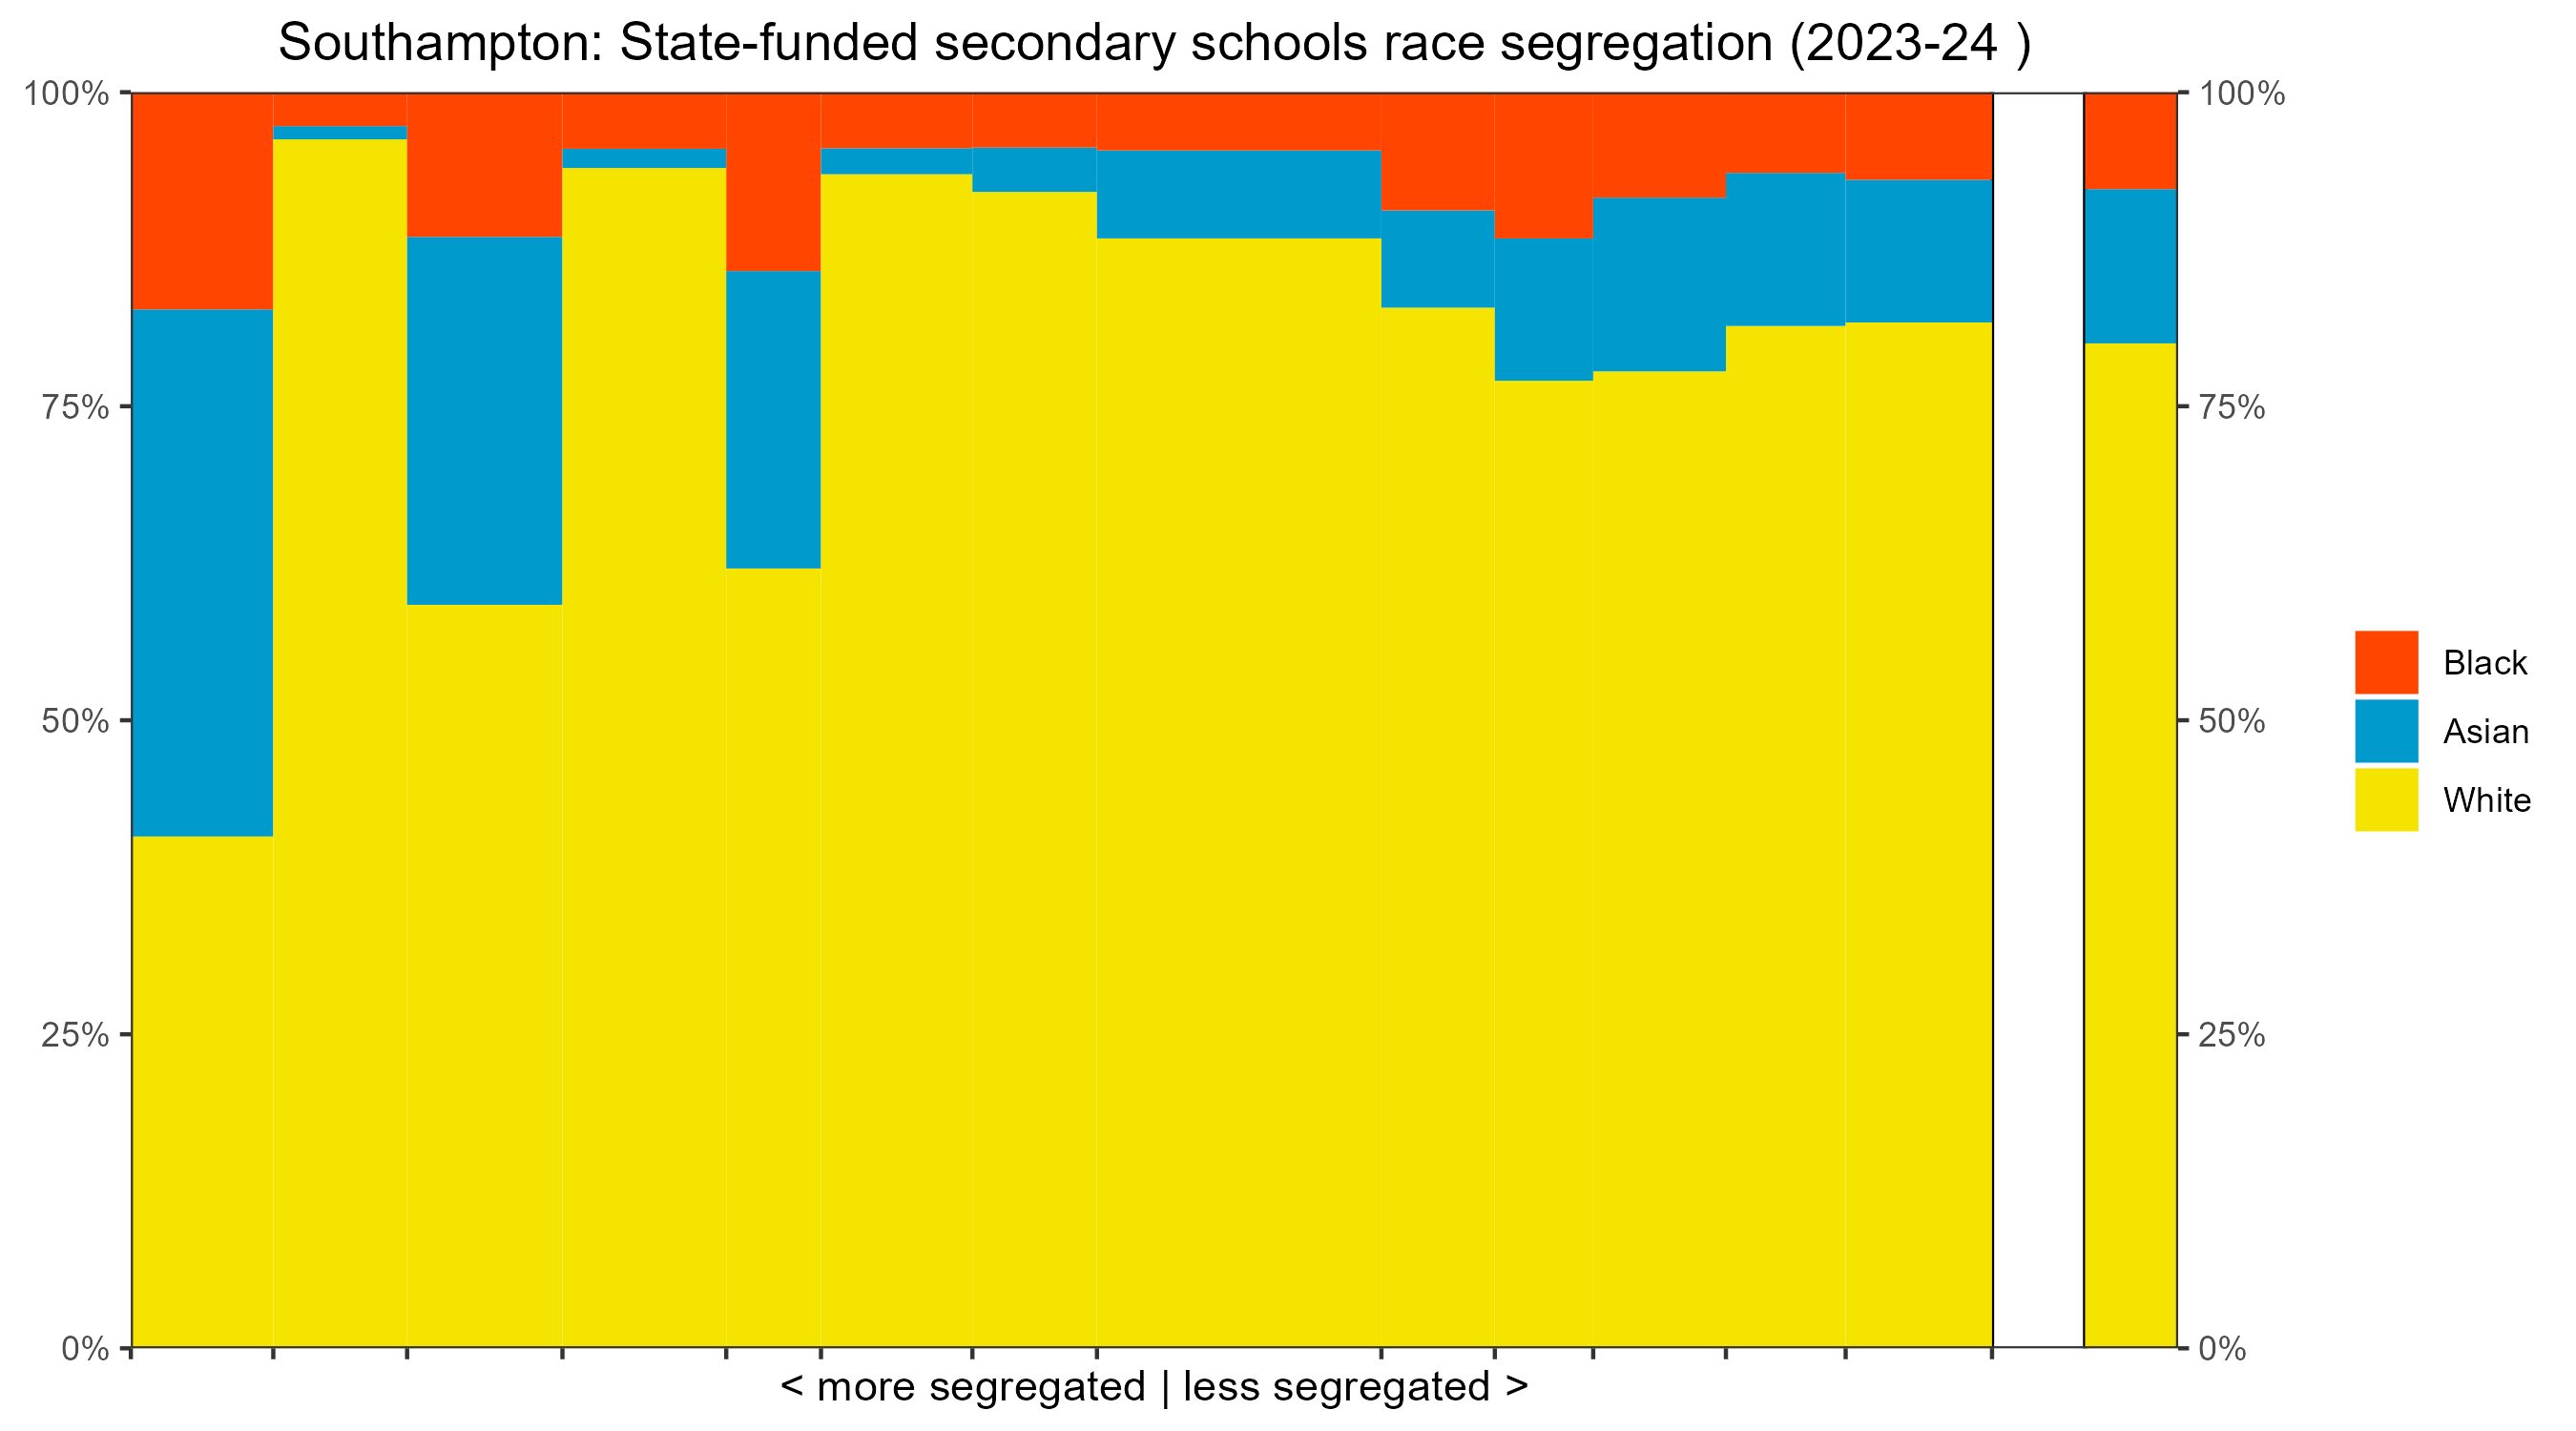 Southampton: State-funded secondary schools race segregation (2023-24 )
100%
75%
50%
25%
0%
100%
75%
50%
25%
0%
Black
Asian
White
< more segregated | less segregated >